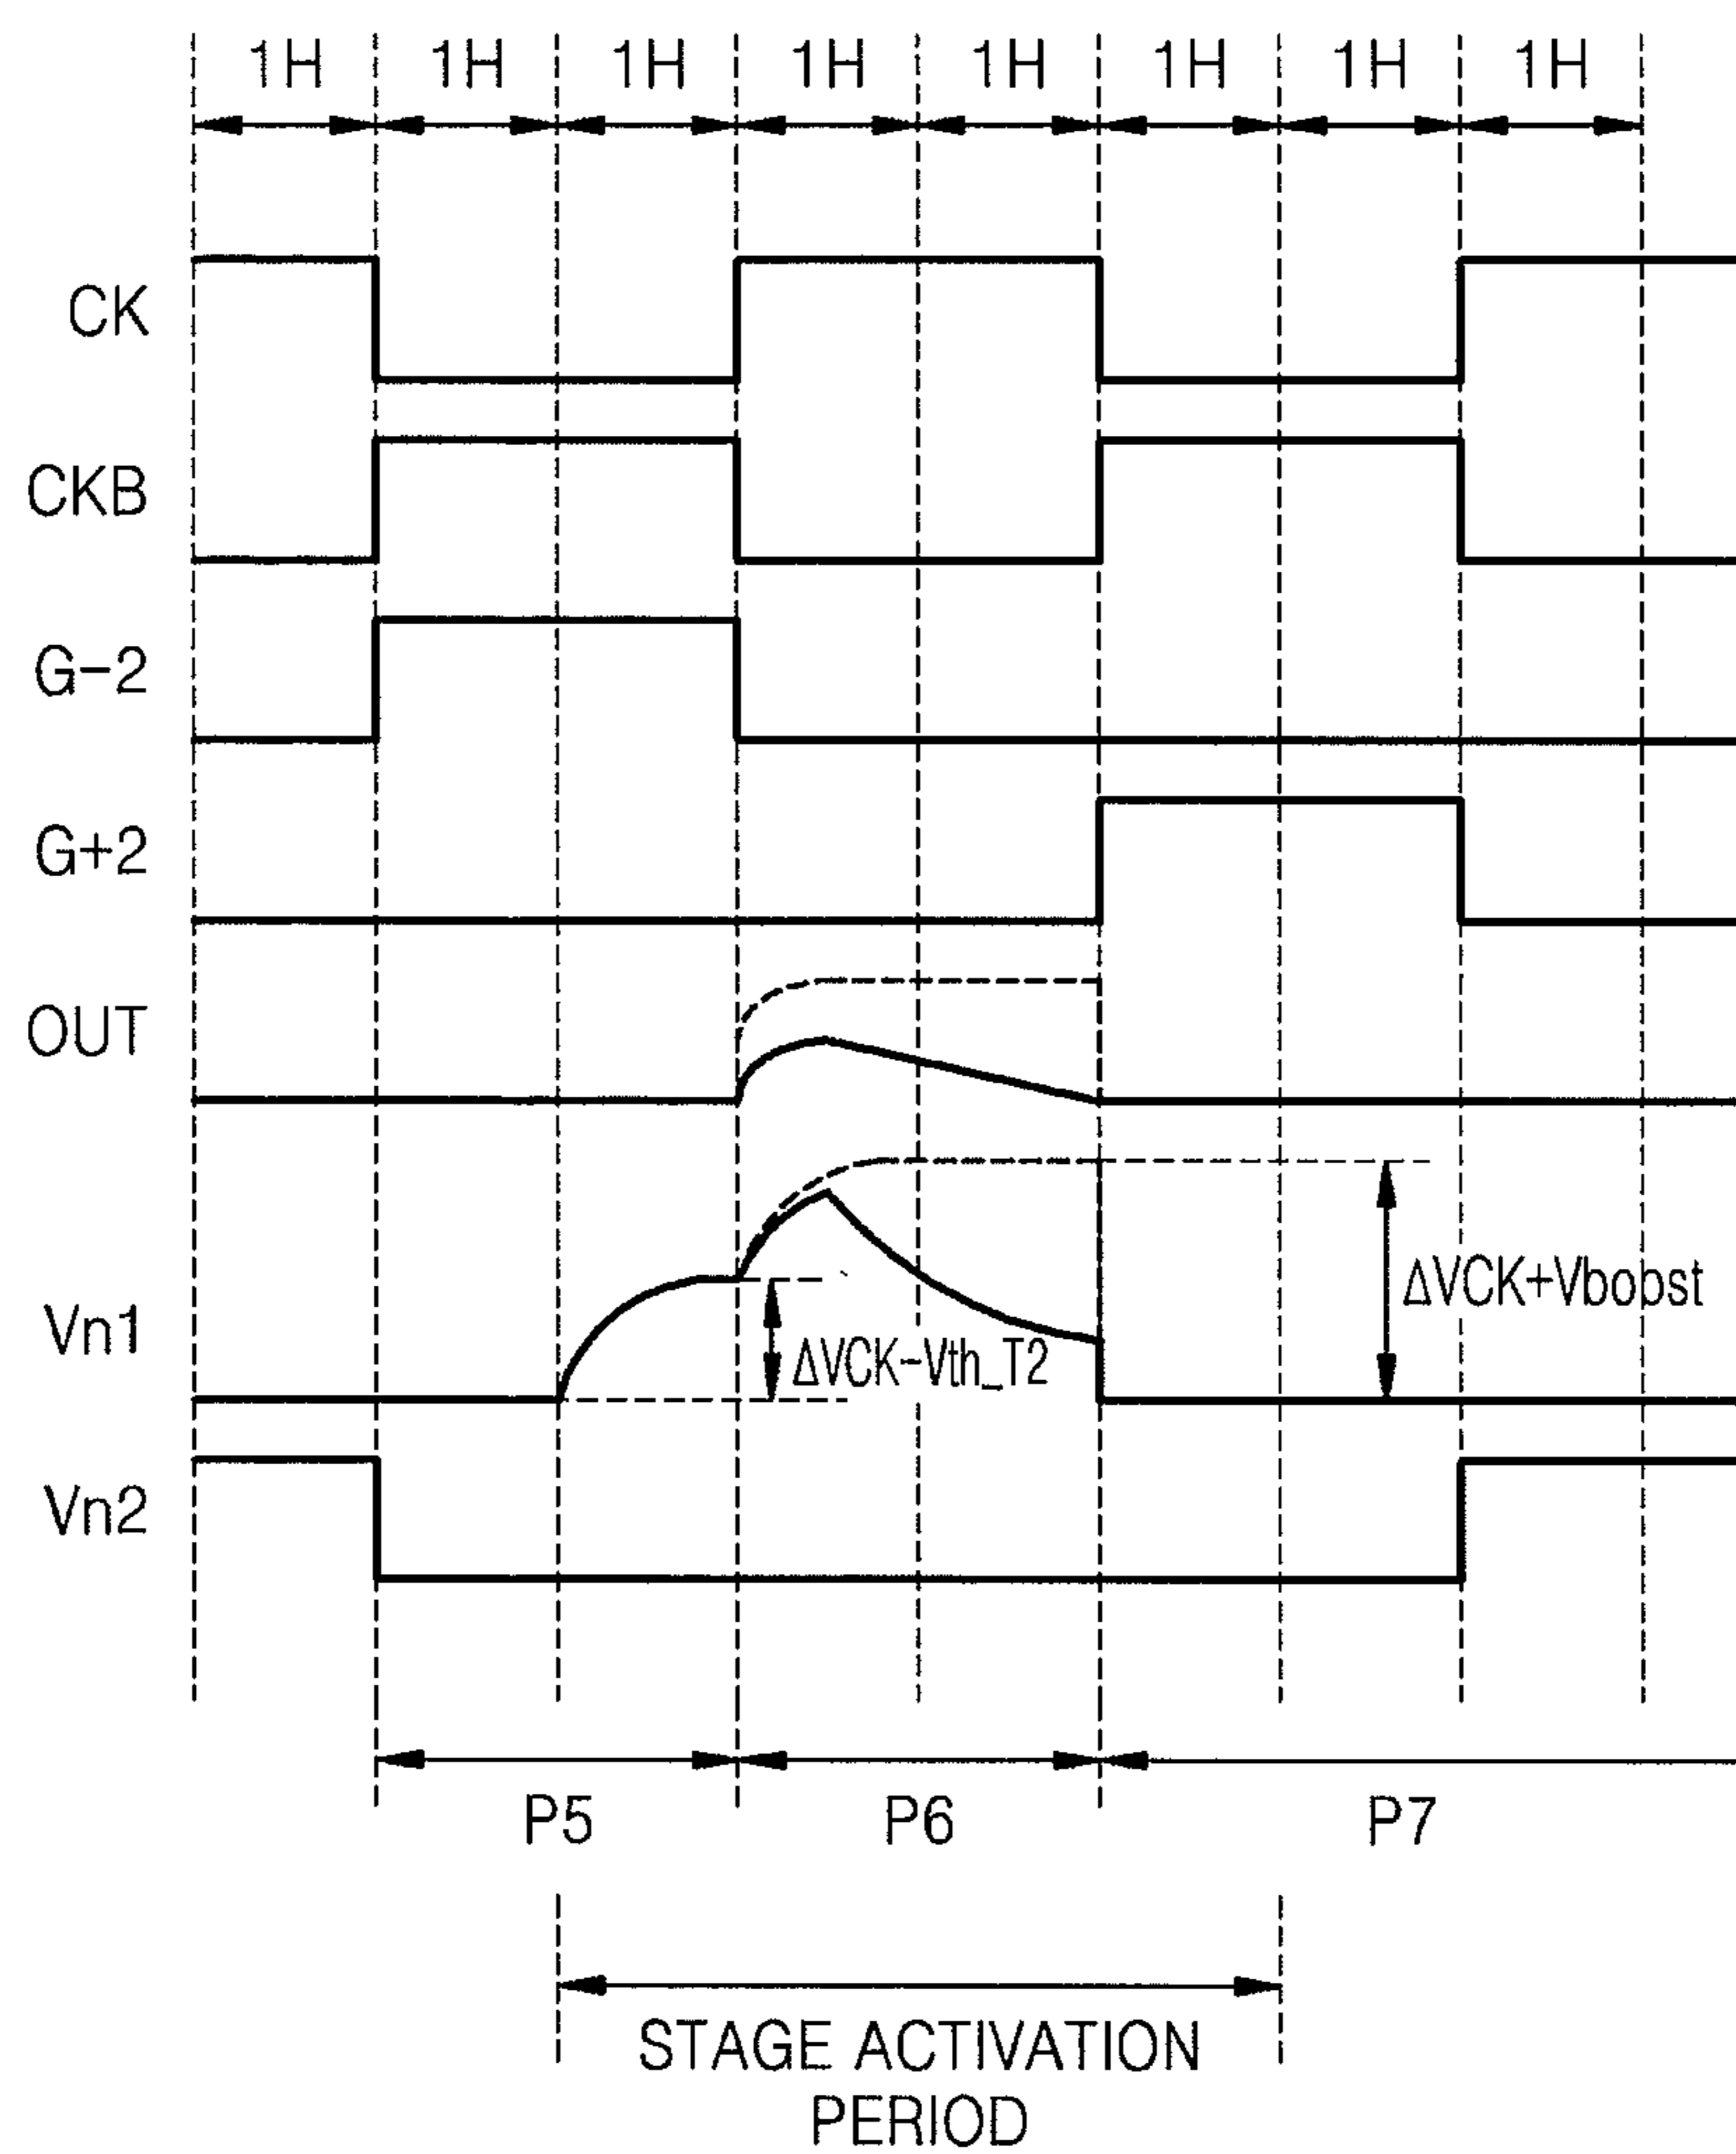 1H 1H 1H 1H 1H 1H 1H 1H
CK
CKB
G-2
G+2
OUT
Vn1
ΔVCK-Vth_T2
ΔVCK+Vbobst
Vn2
P5 P6 P7
STAGE ACTIVATION
PERIOD